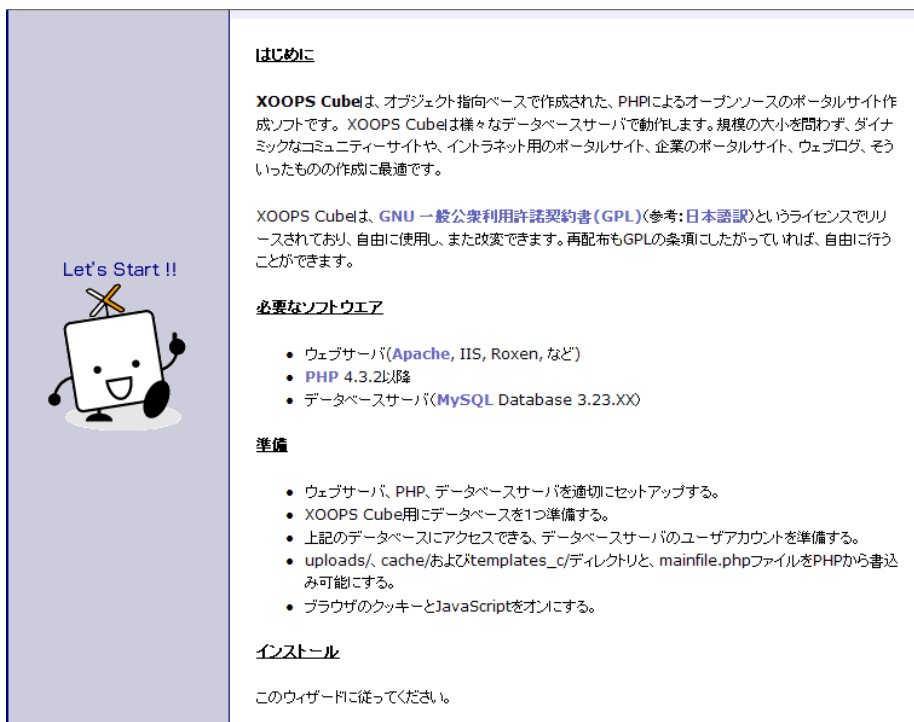 Let's Start !!
はじめに
XOOPS Cubeは、オブジェクト指向ベースで作成された、PHPによるオープンソースのポータルサイト作
成ソフトです。 XOOPS Cubeは様々なデータベースサーバで動作します。規模の大小を問わず、ダイナ
ミックなコミュニティーサイトや、イントラネット用のポータルサイト、企業のポータルサイト、ウェブログ、そう
いったものの作成に最適です。
XOOPS Cubeは、GNU 一般公衆利用許諾契約書(GPL)(参考:日本語訳)というライセンスでリリ
ースされており、自由に使用し、また改変できます。再配布もGPLの条項にしたがっていれば、自由に行う
ことができます。
必要なソフトウエア
• ウェブサーバ(Apache, IIS, Roxen, など)
• PHP 4.3.2以降
• データベースサーバ(MySQL Database 3.23.XX)
準備
• ウェブサーバ、PHP、データベースサーバを適切にセットアップする。
• XOOPS Cube用にデータベースを1つ準備する。
• 上記のデータベースにアクセスできる、データベースサーバのユーザアカウントを準備する。
• uploads/、cache/およびtemplates_c/ディレクトリと、mainfile.phpファイルをPHPから書込
み可能にする。
• ブラウザのクッキーとJavaScriptをオンにする。
インストール
このウィザードに従ってください。